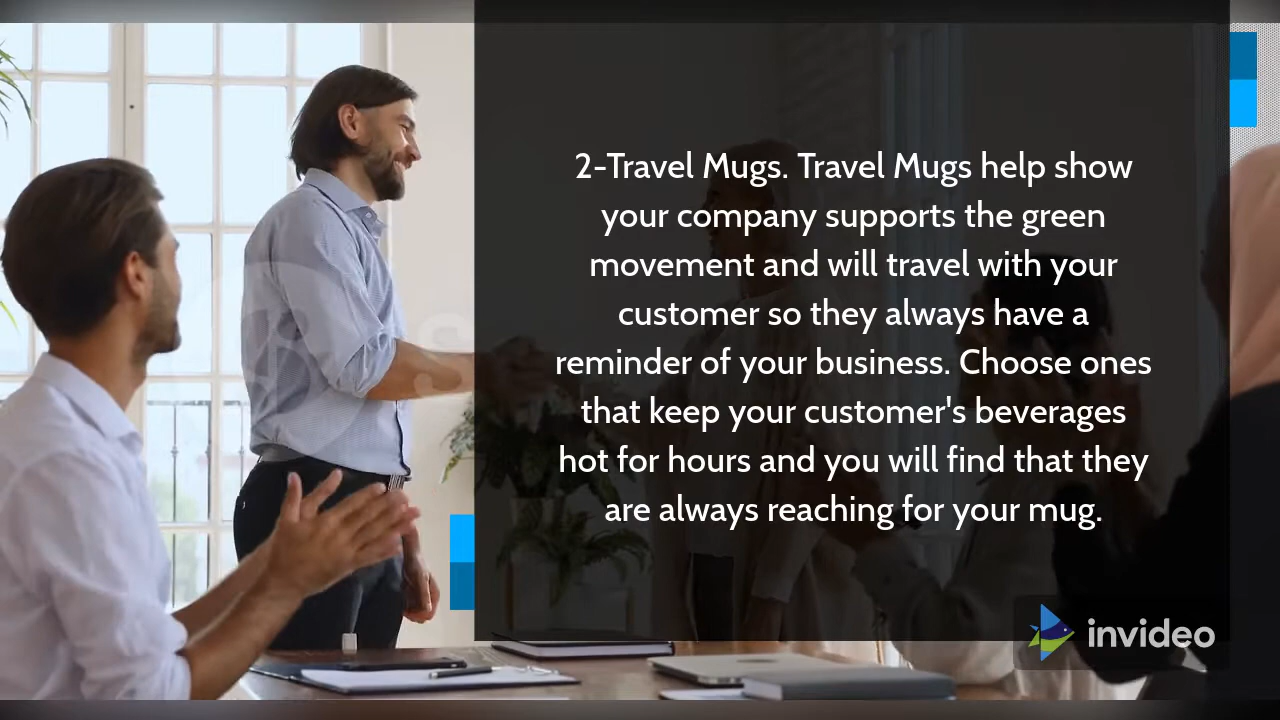 2-Travel Mugs. Travel Mugs help show
your company supports the green
movement and will travel with your
customer so they always have a
reminder of your business. Choose ones
that keep your customer's beverages
hot for hours and you will find that they
are always reaching for your mug.
invideo